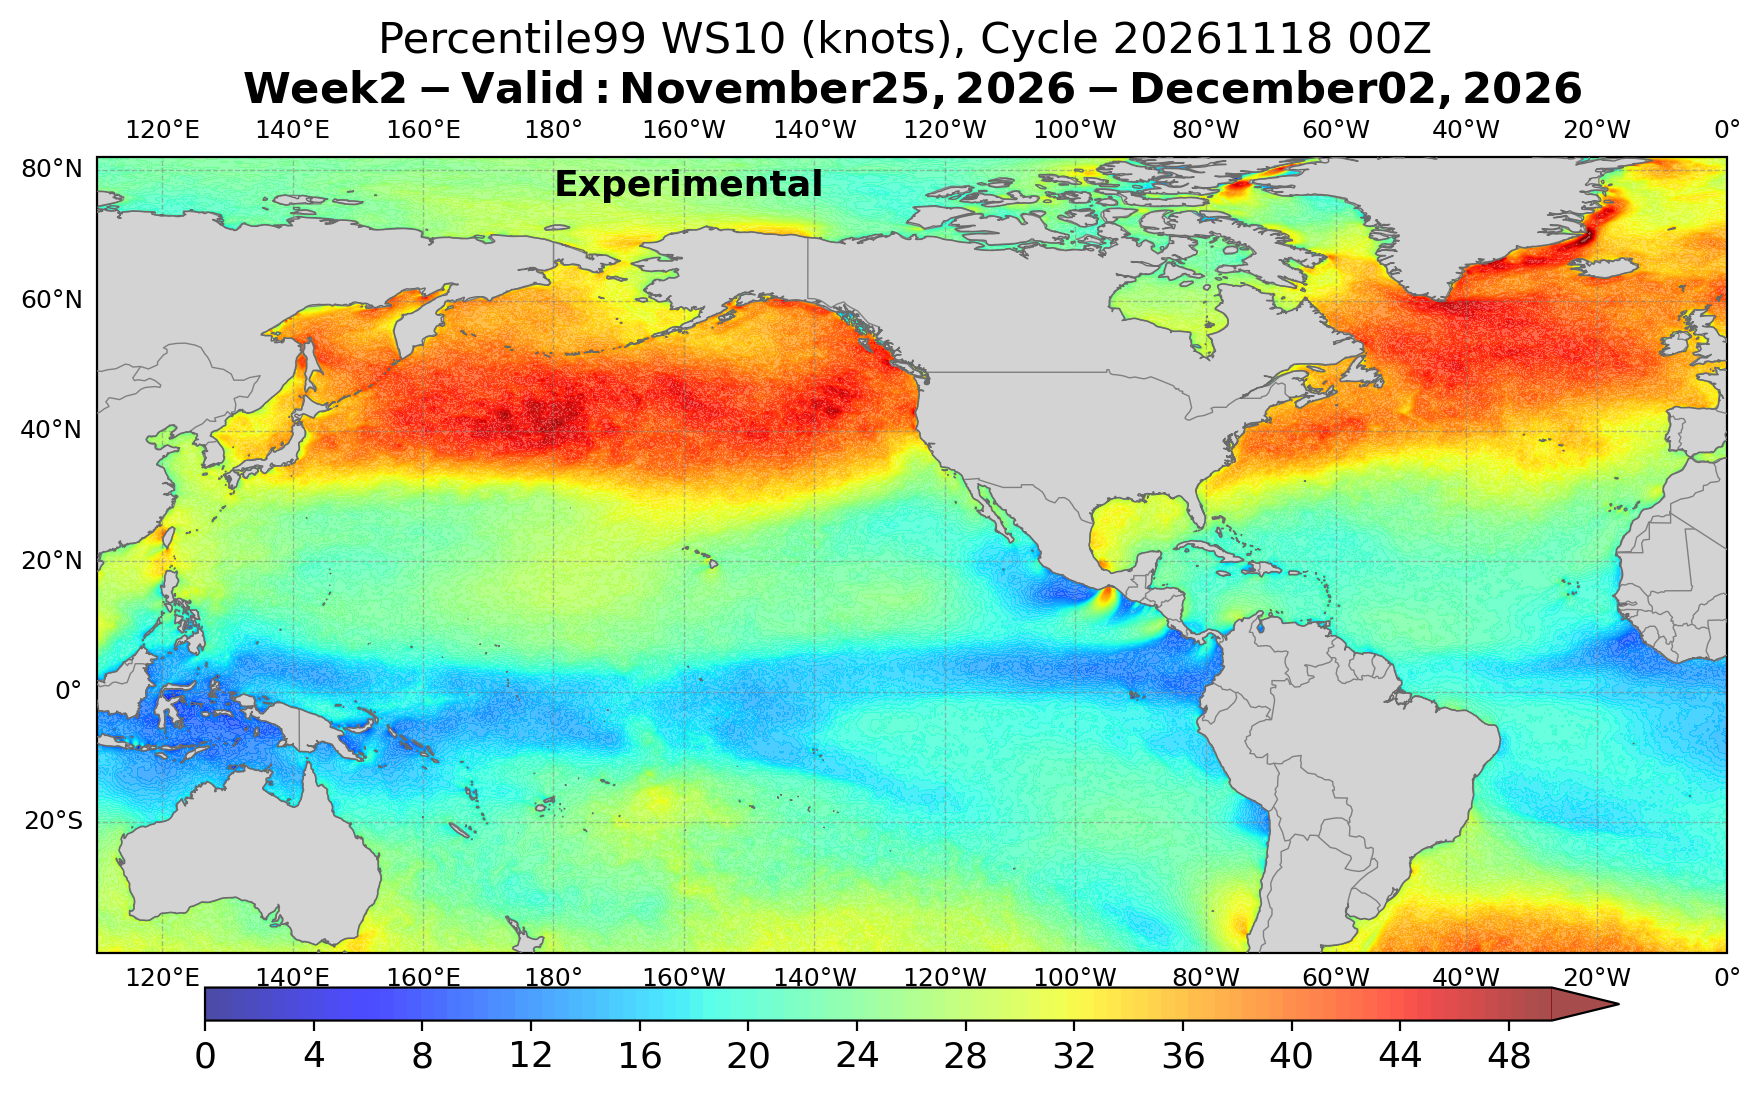 Percentile99 WS10 (knots), Cycle 20261118 00Z
Week2 − Valid : November25, 2026 − December02, 2026
120°E 140°E 160°E 180° 160°W 140°W 120°W 100°W 80°W 60°W 40°W 20°W 0°
80°N
Experimental
60°N
40°N
20°N
0°
20°S
120°E 140°E 160°E 180° 160°W 140°W 120°W 100°W 80°W 60°W 40°W 20°W 0°
0 4 8 12 16 20 24 28 32 36 40 44 48